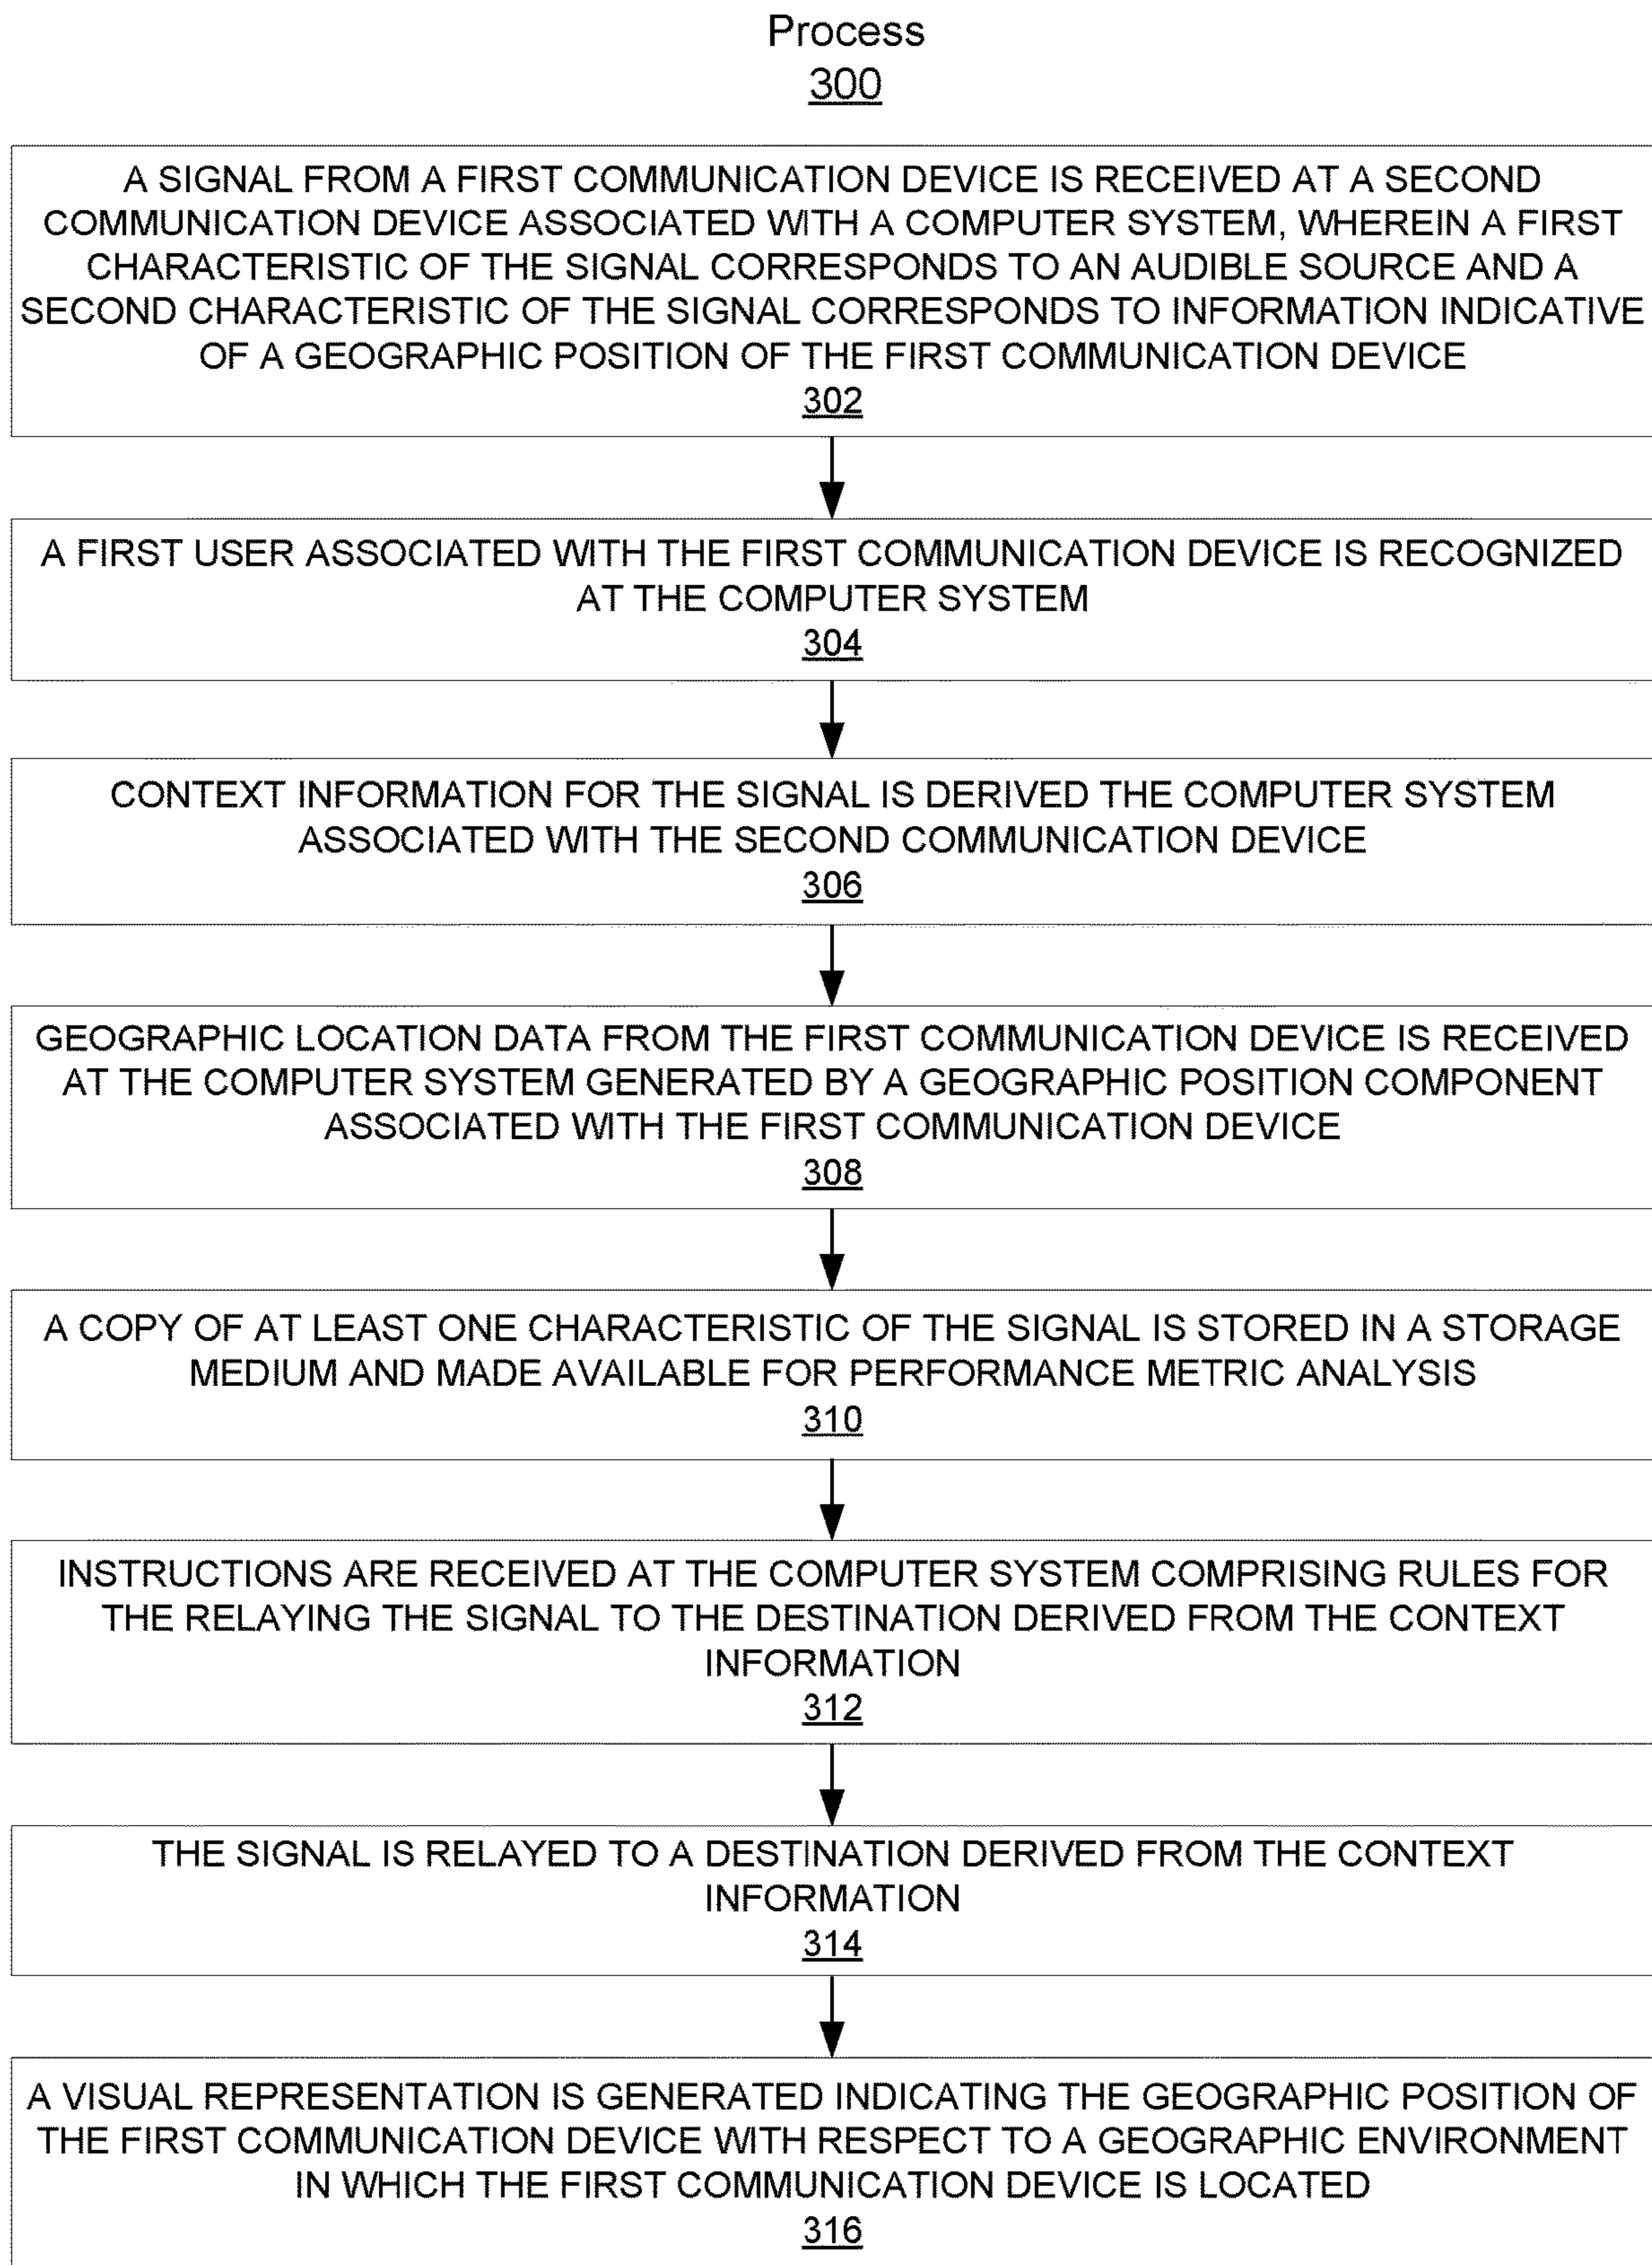 Process
300
A SIGNAL FROM A FIRST COMMUNICATION DEVICE IS RECEIVED AT A SECOND
COMMUNICATION DEVICE ASSOCIATED WITH A COMPUTER SYSTEM, WHEREIN A FIRST
CHARACTERISTIC OF THE SIGNAL CORRESPONDS TO AN AUDIBLE SOURCE AND A
SECOND CHARACTERISTIC OF THE SIGNAL CORRESPONDS TO INFORMATION INDICATIVE
OF A GEOGRAPHIC POSITION OF THE FIRST COMMUNICATION DEVICE
302
A FIRST USER ASSOCIATED WITH THE FIRST COMMUNICATION DEVICE IS RECOGNIZED
AT THE COMPUTER SYSTEM
304
CONTEXT INFORMATION FOR THE SIGNAL IS DERIVED THE COMPUTER SYSTEM
ASSOCIATED WITH THE SECOND COMMUNICATION DEVICE
306
GEOGRAPHIC LOCATION DATA FROM THE FIRST COMMUNICATION DEVICE IS RECEIVED
AT THE COMPUTER SYSTEM GENERATED BY A GEOGRAPHIC POSITION COMPONENT
ASSOCIATED WITH THE FIRST COMMUNICATION DEVICE
308
A COPY OF AT LEAST ONE CHARACTERISTIC OF THE SIGNAL IS STORED IN A STORAGE
MEDIUM AND MADE AVAILABLE FOR PERFORMANCE METRIC ANALYSIS
310
INSTRUCTIONS ARE RECEIVED AT THE COMPUTER SYSTEM COMPRISING RULES FOR
THE RELAYING THE SIGNAL TO THE DESTINATION DERIVED FROM THE CONTEXT
INFORMATION
312
THE SIGNAL IS RELAYED TO A DESTINATION DERIVED FROM THE CONTEXT
INFORMATION
314
A VISUAL REPRESENTATION IS GENERATED INDICATING THE GEOGRAPHIC POSITION OF
THE FIRST COMMUNICATION DEVICE WITH RESPECT TO A GEOGRAPHIC ENVIRONMENT
IN WHICH THE FIRST COMMUNICATION DEVICE IS LOCATED
316